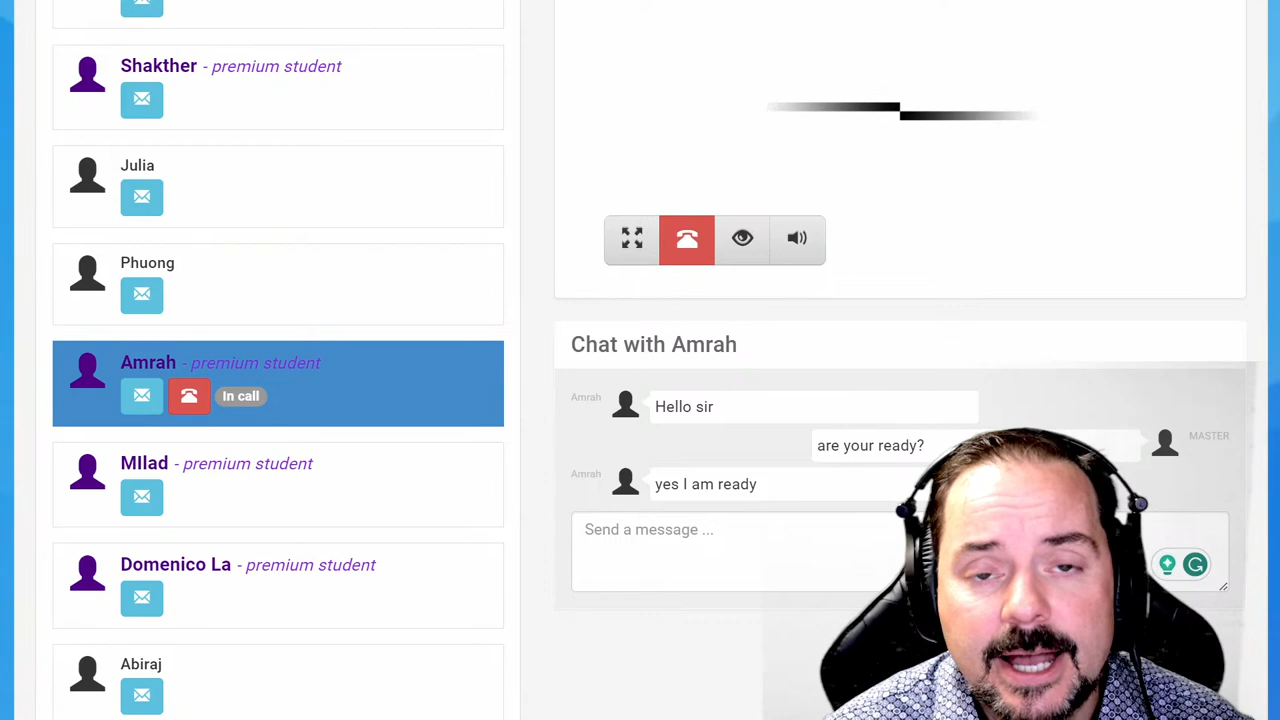 Shakther - premium student
Julia
Phuong
Amrah - premium student
In call
MIlad - premium student
Domenico La - premium student
Abiraj
Chat with Amrah
Amrah
Hello sir
are your ready?
MASTER
Amrah
yes I am ready
Send a message ...